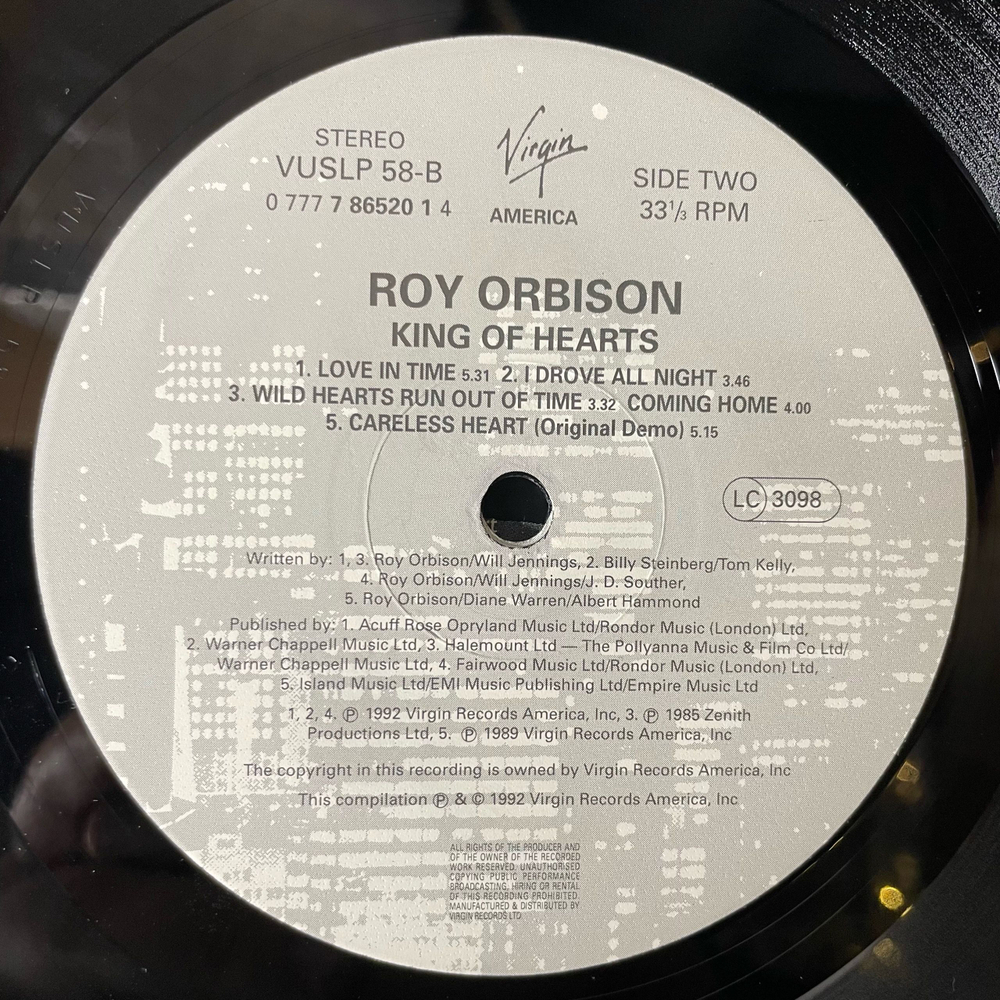 STEREO
VUSLP 58-B
0 777 7 86520 1 4
Virgin
AMERICA
SIDE TWO
33⅓ RPM
ROY ORBISON
KING OF HEARTS
1. LOVE IN TIME 5.31 2. I DROVE ALL NIGHT 3.46
3. WILD HEARTS RUN OUT OF TIME 3.32 COMING HOME 4.00
5. CARELESS HEART (Original Demo) 5.15
LC 3098
Written by: 1, 3. Roy Orbison/Will Jennings, 2. Billy Steinberg/Tom Kelly,
4. Roy Orbison/Will Jennings/J. D. Souther,
5. Roy Orbison/Diane Warren/Albert Hammond
Published by: 1. Acuff Rose Opryland Music Ltd/Rondor Music (London) Ltd,
2. Warner Chappell Music Ltd, 3. Halemount Ltd — The Pollyanna Music & Film Co Ltd/
Warner Chappell Music Ltd, 4. Fairwood Music Ltd/Rondor Music (London) Ltd,
5. Island Music Ltd/EMI Music Publishing Ltd/Empire Music Ltd
1, 2, 4. ℗ 1992 Virgin Records America, Inc, 3. ℗ 1985 Zenith
Productions Ltd, 5. ℗ 1989 Virgin Records America, Inc
The copyright in this recording is owned by Virgin Records America, Inc
This compilation ℗ & © 1992 Virgin Records America, Inc
ALL RIGHTS OF THE PRODUCER AND
OF THE OWNER OF THE RECORDED
WORK RESERVED. UNAUTHORISED
COPYING PUBLIC PERFORMANCE
BROADCASTING, HIRING OR RENTAL
OF THIS RECORDING PROHIBITED.
MANUFACTURED & DISTRIBUTED BY
VIRGIN RECORDS LTD.